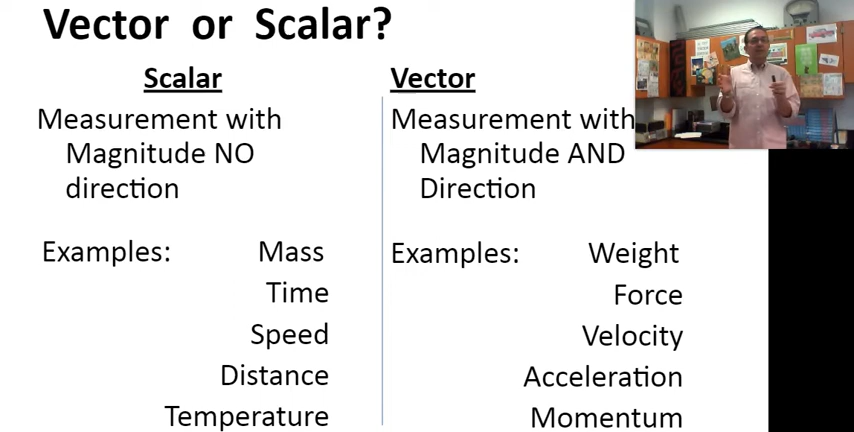 Vector or Scalar?
Scalar
Measurement with
Magnitude NO
direction
Examples: Mass
Time
Speed
Distance
Temperature
Vector
Measurement with
Magnitude AND
Direction
Examples: Weight
Force
Velocity
Acceleration
Momentum